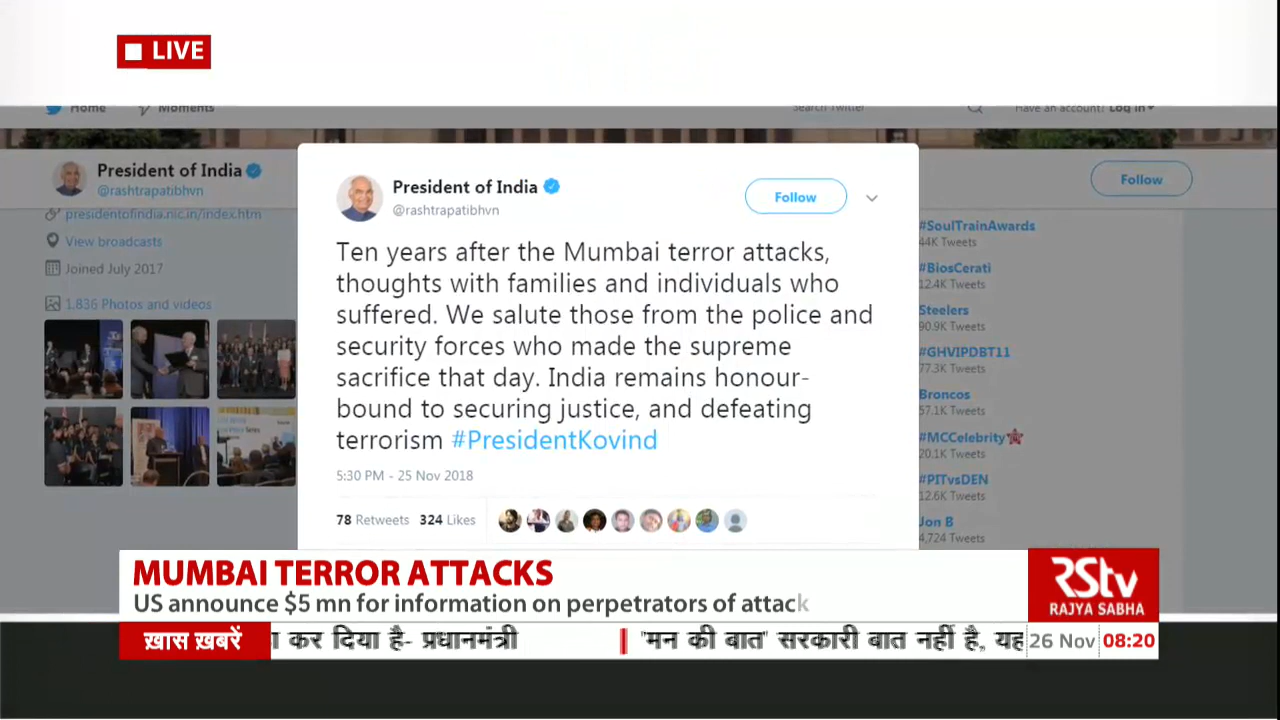 LIVE
Home Moments Search Twitter Have an account? Log in
President of India
@rashtrapatibhvn
Follow
presidentofindia.nic.in/index.htm
View broadcasts
Joined July 2017
1,836 Photos and videos
President of India
@rashtrapatibhvn
Follow
Ten years after the Mumbai terror attacks,
thoughts with families and individuals who
suffered. We salute those from the police and
security forces who made the supreme
sacrifice that day. India remains honour-
bound to securing justice, and defeating
terrorism #PresidentKovind
5:30 PM - 25 Nov 2018
78 Retweets 324 Likes
#SoulTrainAwards
44K Tweets
#BiosCerati
12.4K Tweets
Steelers
90.9K Tweets
#GHVIPDBT11
77.3K Tweets
Broncos
57.1K Tweets
#MCCelebrity
20.1K Tweets
#PITvsDEN
12.6K Tweets
Jon B
4,724 Tweets
MUMBAI TERROR ATTACKS
US announce $5 mn for information on perpetrators of attack
RSTV
RAJYA SABHA
ख़ास ख़बरें कर दिया है- प्रधानमंत्री | "मन की बात" सरकारी बात नहीं है, यह 26 Nov 08:20